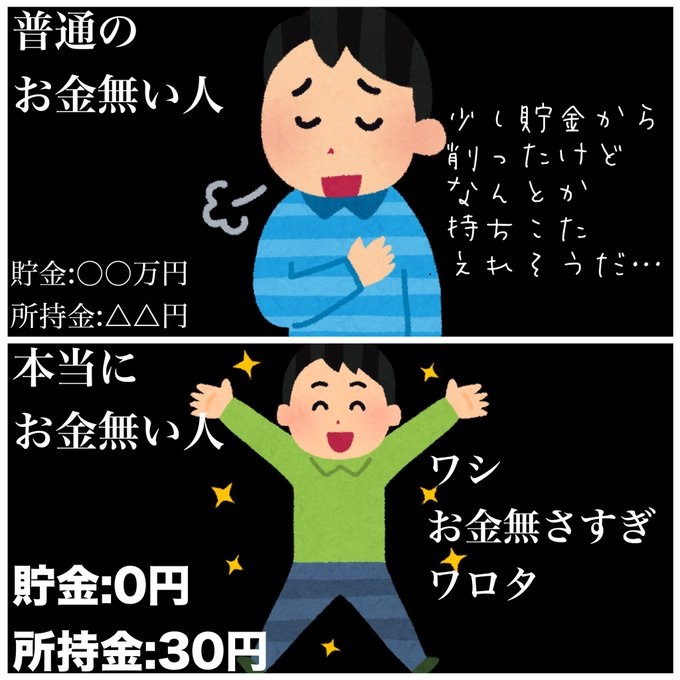 普通の
お金無い人
少し貯金から
削ったけど
なんとか
持ちこた
えれそうだ…
貯金:○○万円
所持金:△△円
本当に
お金無い人
ワシ
お金無さすぎ
ワロタ
貯金:0円
所持金:30円